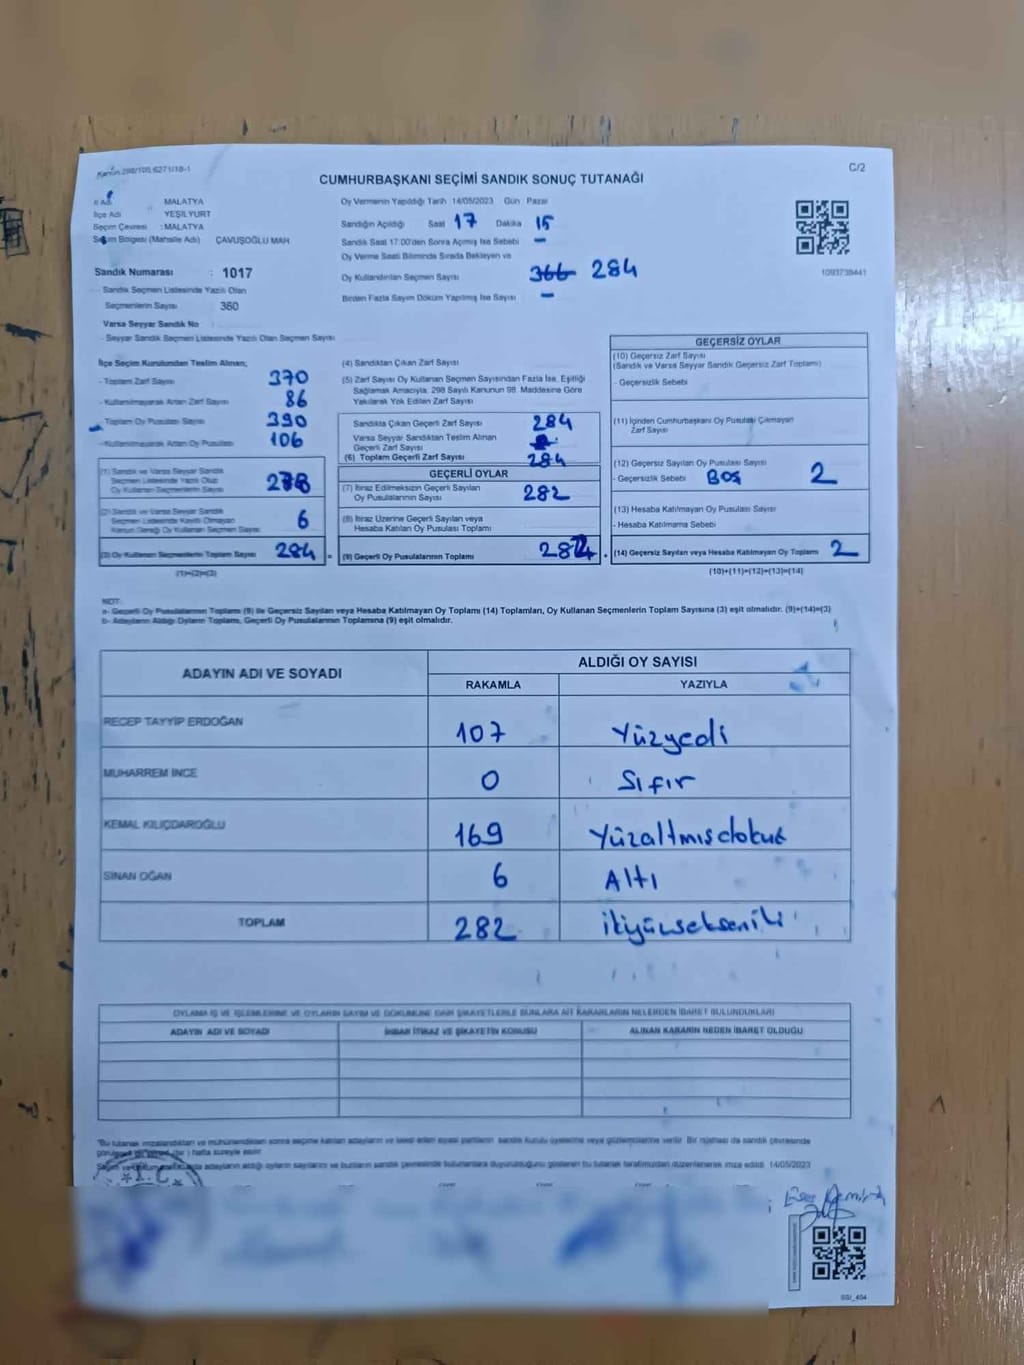 Kanun 298/105 6271/18-1
C/2
CUMHURBAŞKANI SEÇİMİ SANDIK SONUÇ TUTANAĞI
İl Adı MALATYA
İlçe Adı YEŞİLYURT
Seçim Çevresi : MALATYA
Seçim Bölgesi (Mahalle Adı) ÇAVUŞOĞLU MAH.
Sandık Numarası : 1017
Sandık Seçmen Listesinde Yazılı Olan
Seçmenlerin Sayısı 360
Varsa Seyyar Sandık No
- Seyyar Sandık Seçmen Listesinde Yazılı Olan Seçmen Sayısı
Oy Vermenin Yapıldığı Tarih 14/05/2023 Gün Pazar
Sandığın Açıldığı Saat 17 Dakika 15
Sandık Saat 17.00'den Sonra Açılmış İse Sebebi -
Oy Verme Saati Bitiminde Sırada Bekleyen ve
Oy Kullandırılan Seçmen Sayısı 366 284
Birden Fazla Sayım Döküm Yapılmış İse Sayısı -
1093739441
İlçe Seçim Kurulundan Teslim Alınan;
- Toplam Zarf Sayısı 370
- Kullanılmayarak Artan Zarf Sayısı 86
- Toplam Oy Pusulası Sayısı 390
- Kullanılmayarak Artan Oy Pusulası 106
(1) Sandık ve Varsa Seyyar Sandık
Seçmen Listesinde Yazılı Olup
Oy Kullanan Seçmenlerin Sayısı 278
(2) Sandık ve Varsa Seyyar Sandık
Seçmen Listesinde Kayıtlı Olmayan
Kanun Gereği Oy Kullanan Seçmen Sayısı 6
(3) Oy Kullanan Seçmenlerin Toplam Sayısı 284 =
(1)+(2)=(3)
(4) Sandıktan Çıkan Zarf Sayısı
(5) Zarf Sayısı Oy Kullanan Seçmen Sayısından Fazla İse, Eşitliği
Sağlamak Amacıyla, 298 Sayılı Kanunun 98. Maddesine Göre
Yakılarak Yok Edilen Zarf Sayısı
Sandıkta Çıkan Geçerli Zarf Sayısı 284
Varsa Seyyar Sandıktan Teslim Alınan
Geçerli Zarf Sayısı
(6) Toplam Geçerli Zarf Sayısı 284
GEÇERLİ OYLAR
(7) İtiraz Edilmeksizin Geçerli Sayılan
Oy Pusulalarının Sayısı 282
(8) İtiraz Üzerine Geçerli Sayılan veya
Hesaba Katılan Oy Pusulası Toplamı
(9) Geçerli Oy Pusulalarının Toplamı 282
GEÇERSİZ OYLAR
(10) Geçersiz Zarf Sayısı
(Sandık ve Varsa Seyyar Sandık Geçersiz Zarf Toplamı)
- Geçersizlik Sebebi
(11) İçinden Cumhurbaşkanı Oy Pusulası Çıkmayan
Zarf Sayısı
(12) Geçersiz Sayılan Oy Pusulası Sayısı
- Geçersizlik Sebebi BOŞ 2
(13) Hesaba Katılmayan Oy Pusulası Sayısı
- Hesaba Katılmama Sebebi
(14) Geçersiz Sayılan veya Hesaba Katılmayan Oy Toplamı 2
(10)+(11)+(12)+(13)=(14)
NOT:
a- Geçerli Oy Pusulalarının Toplamı (9) ile Geçersiz Sayılan veya Hesaba Katılmayan Oy Toplamı (14) Toplamları, Oy Kullanan Seçmenlerin Toplam Sayısına (3) eşit olmalıdır. (9)+(14)=(3)
b- Adayların Aldığı Oyların Toplamı, Geçerli Oy Pusulalarının Toplamına (9) eşit olmalıdır.
ADAYIN ADI VE SOYADI
ALDIĞI OY SAYISI
RAKAMLA YAZIYLA
RECEP TAYYİP ERDOĞAN 107 Yüzyedi
MUHARREM İNCE 0 Sıfır
KEMAL KILIÇDAROĞLU 169 Yüzaltmışdokuz
SİNAN OĞAN 6 Altı
TOPLAM 282 ikiyüzsekseniki
OYLAMA İŞ VE İŞLEMLERİNE VE OYLARIN SAYIM VE DÖKÜMÜNE DAİR ŞİKAYETLERLE BUNLARA AİT KARARLARIN NELERDEN İBARET BULUNDUKLARI
ADAYIN ADI VE SOYADI İHBAR İTİRAZ VE ŞİKAYETİN KONUSU ALINAN KARARIN NEDEN İBARET OLDUĞU
*Bu tutanak imzalandıktan ve mühürlendikten sonra seçime katılan adayların ve siyasi partilerin sandık kurulu üyelerine veya gözlemcilerine verilir. Bir nüshası da sandık çevresinde
hafta süreyle asılır.
adayların aldığı oyların sayılarını ve bunların sandık çevresinde bulunanlara duyurulduğunu gösteren bu tutanak tarafımızdan düzenlenerek imza edildi. 14/05/2023
T.C.
SSI_404